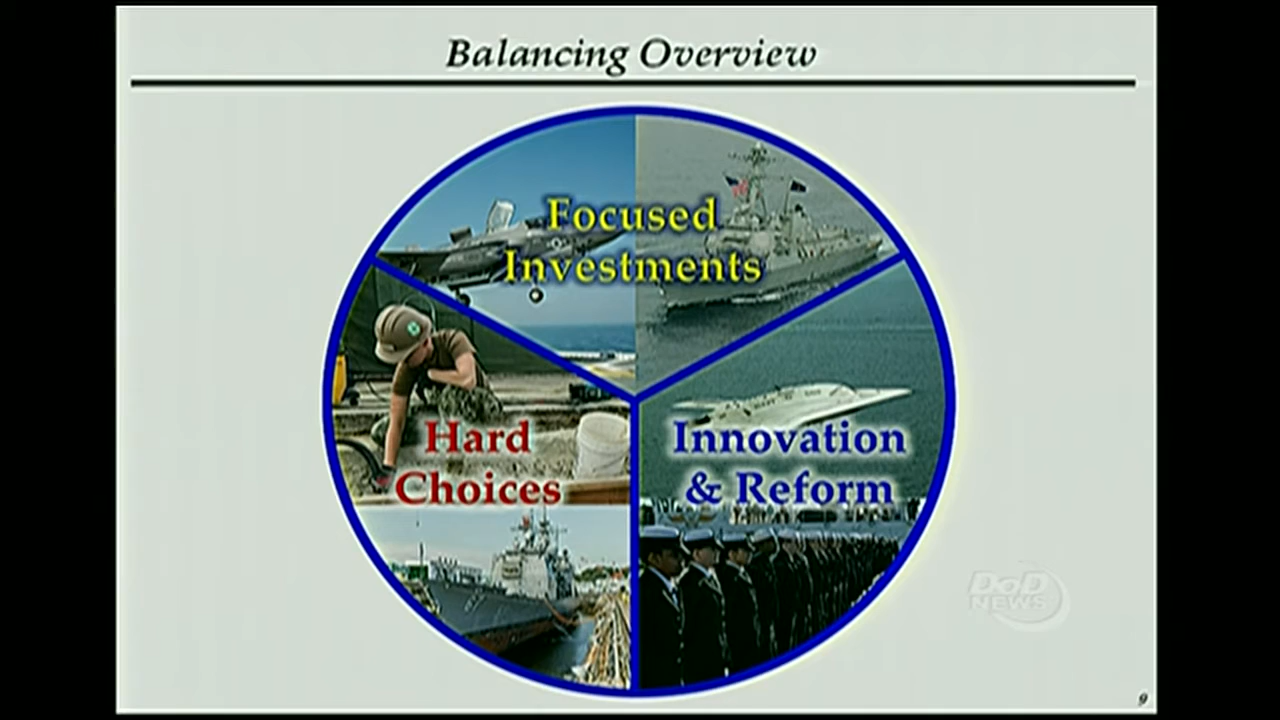 Balancing Overview
Focused
Investments
Hard
Choices
Innovation
& Reform
DoD
NEWS
9